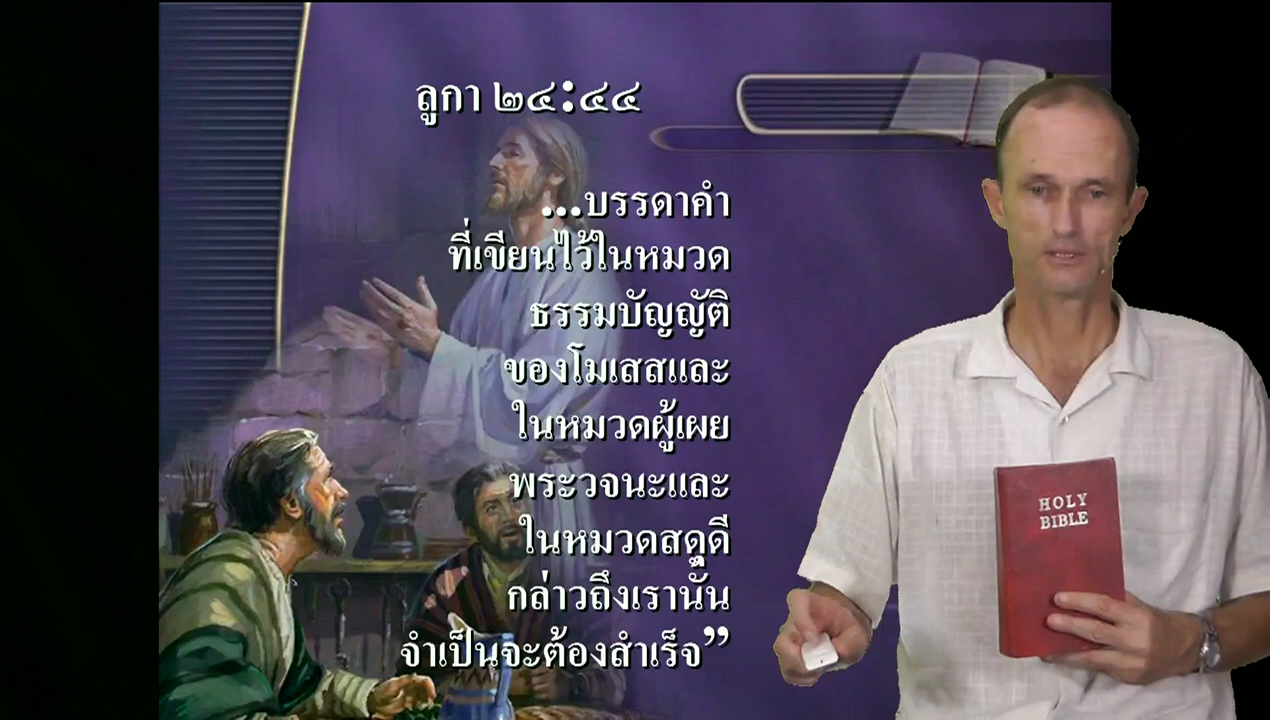 ลูกา ๒๔:๔๔
...บรรดาคำ
ที่เขียนไว้ในหมวด
ธรรมบัญญัติ
ของโมเสสและ
ในหมวดผู้เผย
พระวจนะและ
ในหมวดสดุดี
กล่าวถึงเรานั้น
จำเป็นจะต้องสำเร็จ”
HOLY
BIBLE